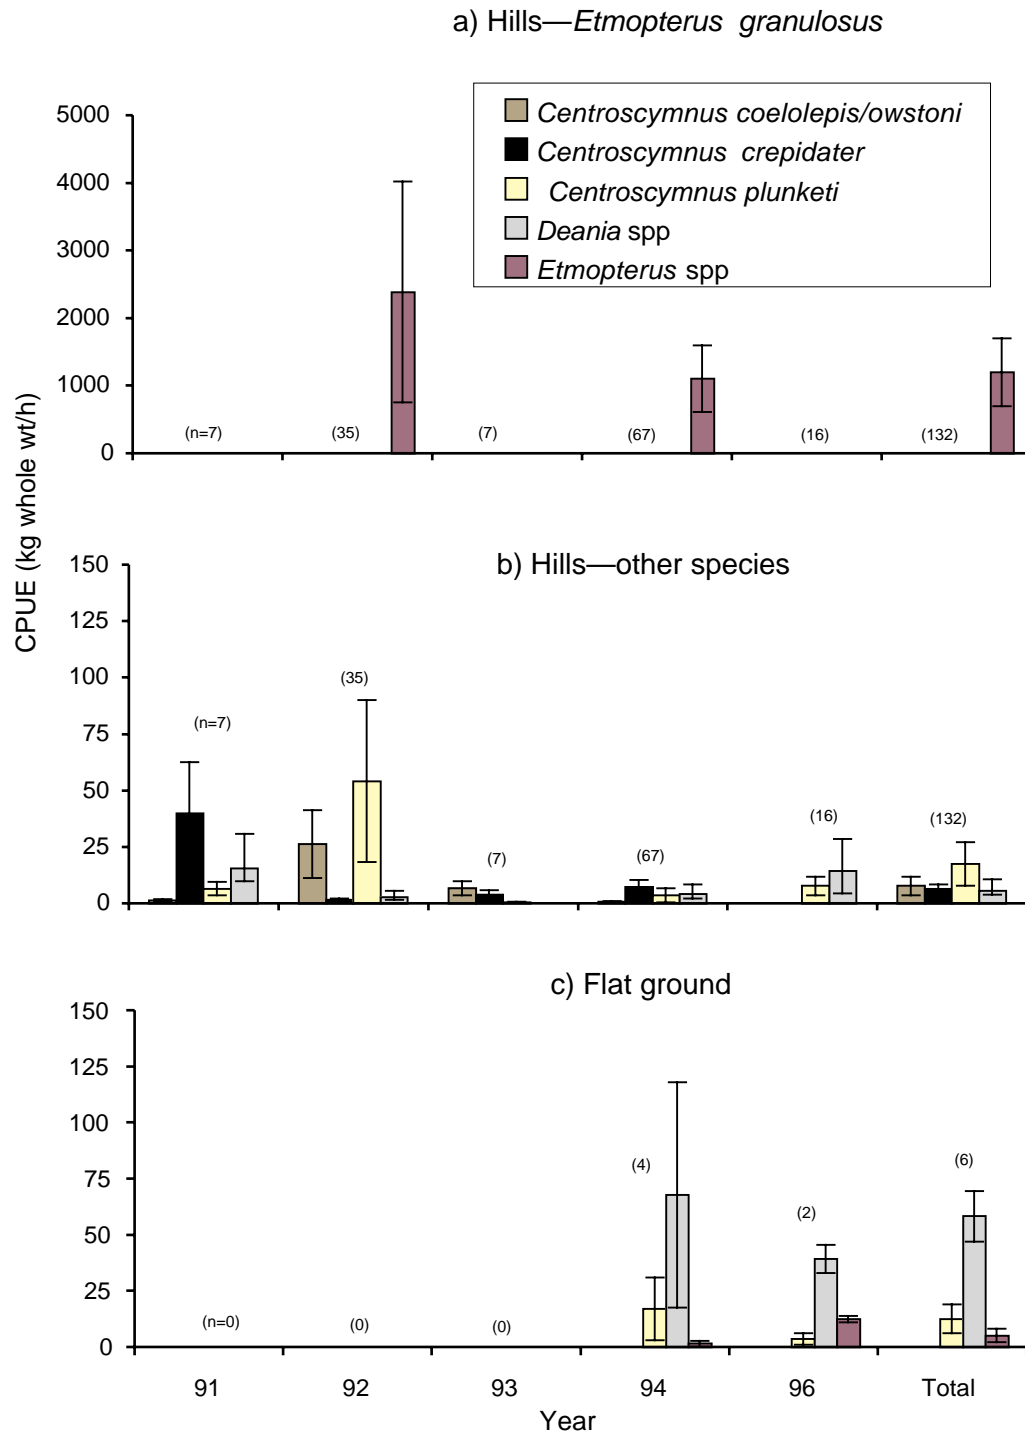 a) Hills—Etmopterus granulosus
Centroscymnus coelolepis/owstoni
Centroscymnus crepidater
Centroscymnus plunketi
Deania spp
Etmopterus spp
5000
4000
3000
2000
1000
0
(n=7) (35) (7) (67) (16) (132)
CPUE (kg whole wt/h)
b) Hills—other species
150
125
100
75
50
25
0
(n=7) (35) (7) (67) (16) (132)
c) Flat ground
150
125
100
75
50
25
0
(n=0) (0) (0) (4) (2) (6)
91 92 93 94 96 Total
Year